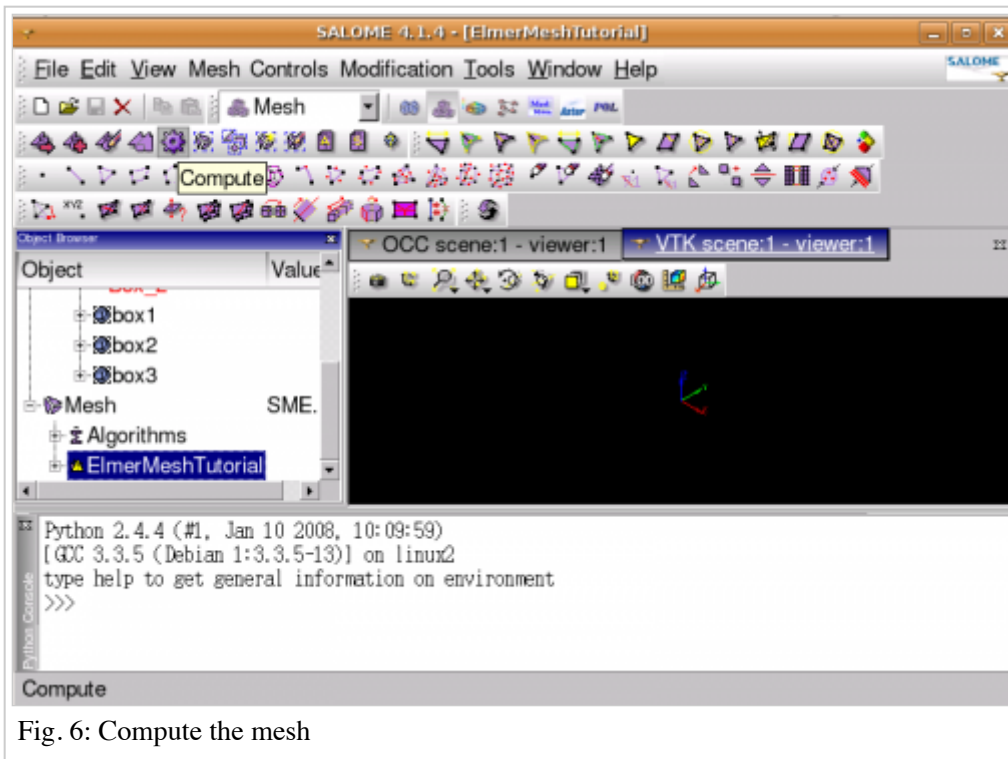 SALOME 4.1.4 - [ElmerMeshTutorial]
File Edit View Mesh Controls Modification Tools Window Help
SALOME
Mesh
POL
Compute
XYZ
Object Browser
OCC scene:1 - viewer:1
VTK scene:1 - viewer:1
Object
Value
Box_2
box1
box2
box3
Mesh
SME.
Algorithms
ElmerMeshTutorial
Python Console
Python 2.4.4 (#1, Jan 10 2008, 10:09:59)
[GCC 3.3.5 (Debian 1:3.3.5-13)] on linux2
type help to get general information on environment
>>>
Compute
Fig. 6: Compute the mesh